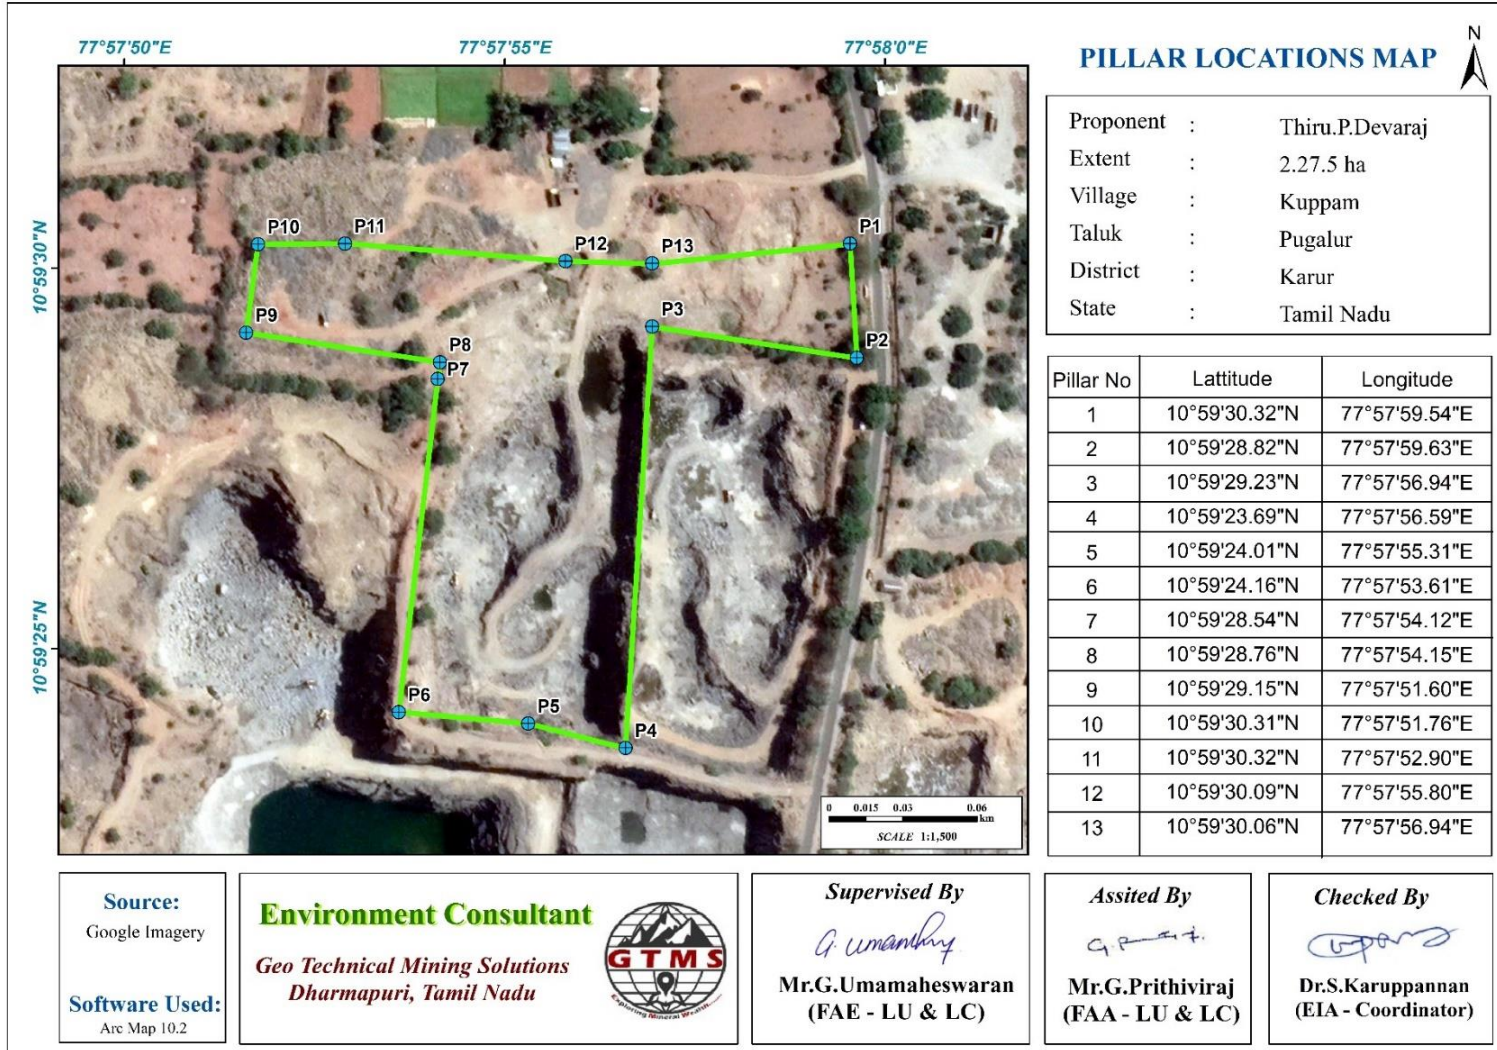 77°57'50"E
77°57'55"E
77°58'0"E
10°59'30"N
10°59'25"N
P10
P11
P12
P13
P1
P9
P3
P2
P8
P7
P6
P5
P4
0 0.015 0.03 0.06
km
SCALE 1:1,500
N
PILLAR LOCATIONS MAP
Proponent : Thiru.P.Devaraj
Extent : 2.27.5 ha
Village : Kuppam
Taluk : Pugalur
District : Karur
State : Tamil Nadu
Pillar No Lattitude Longitude
1 10°59'30.32"N 77°57'59.54"E
2 10°59'28.82"N 77°57'59.63"E
3 10°59'29.23"N 77°57'56.94"E
4 10°59'23.69"N 77°57'56.59"E
5 10°59'24.01"N 77°57'55.31"E
6 10°59'24.16"N 77°57'53.61"E
7 10°59'28.54"N 77°57'54.12"E
8 10°59'28.76"N 77°57'54.15"E
9 10°59'29.15"N 77°57'51.60"E
10 10°59'30.31"N 77°57'51.76"E
11 10°59'30.32"N 77°57'52.90"E
12 10°59'30.09"N 77°57'55.80"E
13 10°59'30.06"N 77°57'56.94"E
Source:
Google Imagery
Software Used:
Arc Map 10.2
Environment Consultant
Geo Technical Mining Solutions
Dharmapuri, Tamil Nadu
GTMS
Exploring Mineral Wealth......
Supervised By
G. Umamhy
Mr.G.Umamaheswaran
(FAE - LU & LC)
Assited By
Mr.G.Prithiviraj
(FAA - LU & LC)
Checked By
Dr.S.Karuppannan
(EIA - Coordinator)